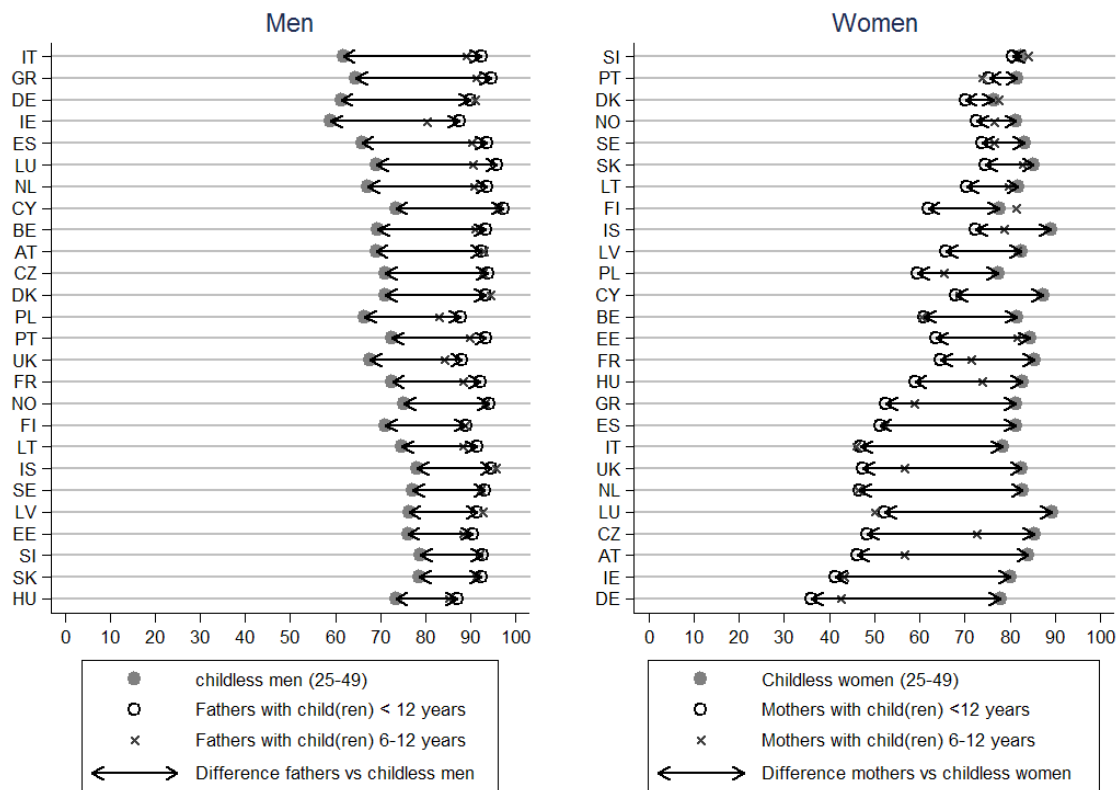 Men
IT
GR
DE
IE
ES
LU
NL
CY
BE
AT
CZ
DK
PL
PT
UK
FR
NO
FI
LT
IS
SE
LV
EE
SI
SK
HU
0 10 20 30 40 50 60 70 80 90 100
childless men (25-49)
Fathers with child(ren) < 12 years
Fathers with child(ren) 6-12 years
Difference fathers vs childless men
Women
SI
PT
DK
NO
SE
SK
LT
FI
IS
LV
PL
CY
BE
EE
FR
HU
GR
ES
IT
UK
NL
LU
CZ
AT
IE
DE
0 10 20 30 40 50 60 70 80 90 100
Childless women (25-49)
Mothers with child(ren) <12 years
Mothers with child(ren) 6-12 years
Difference mothers vs childless women